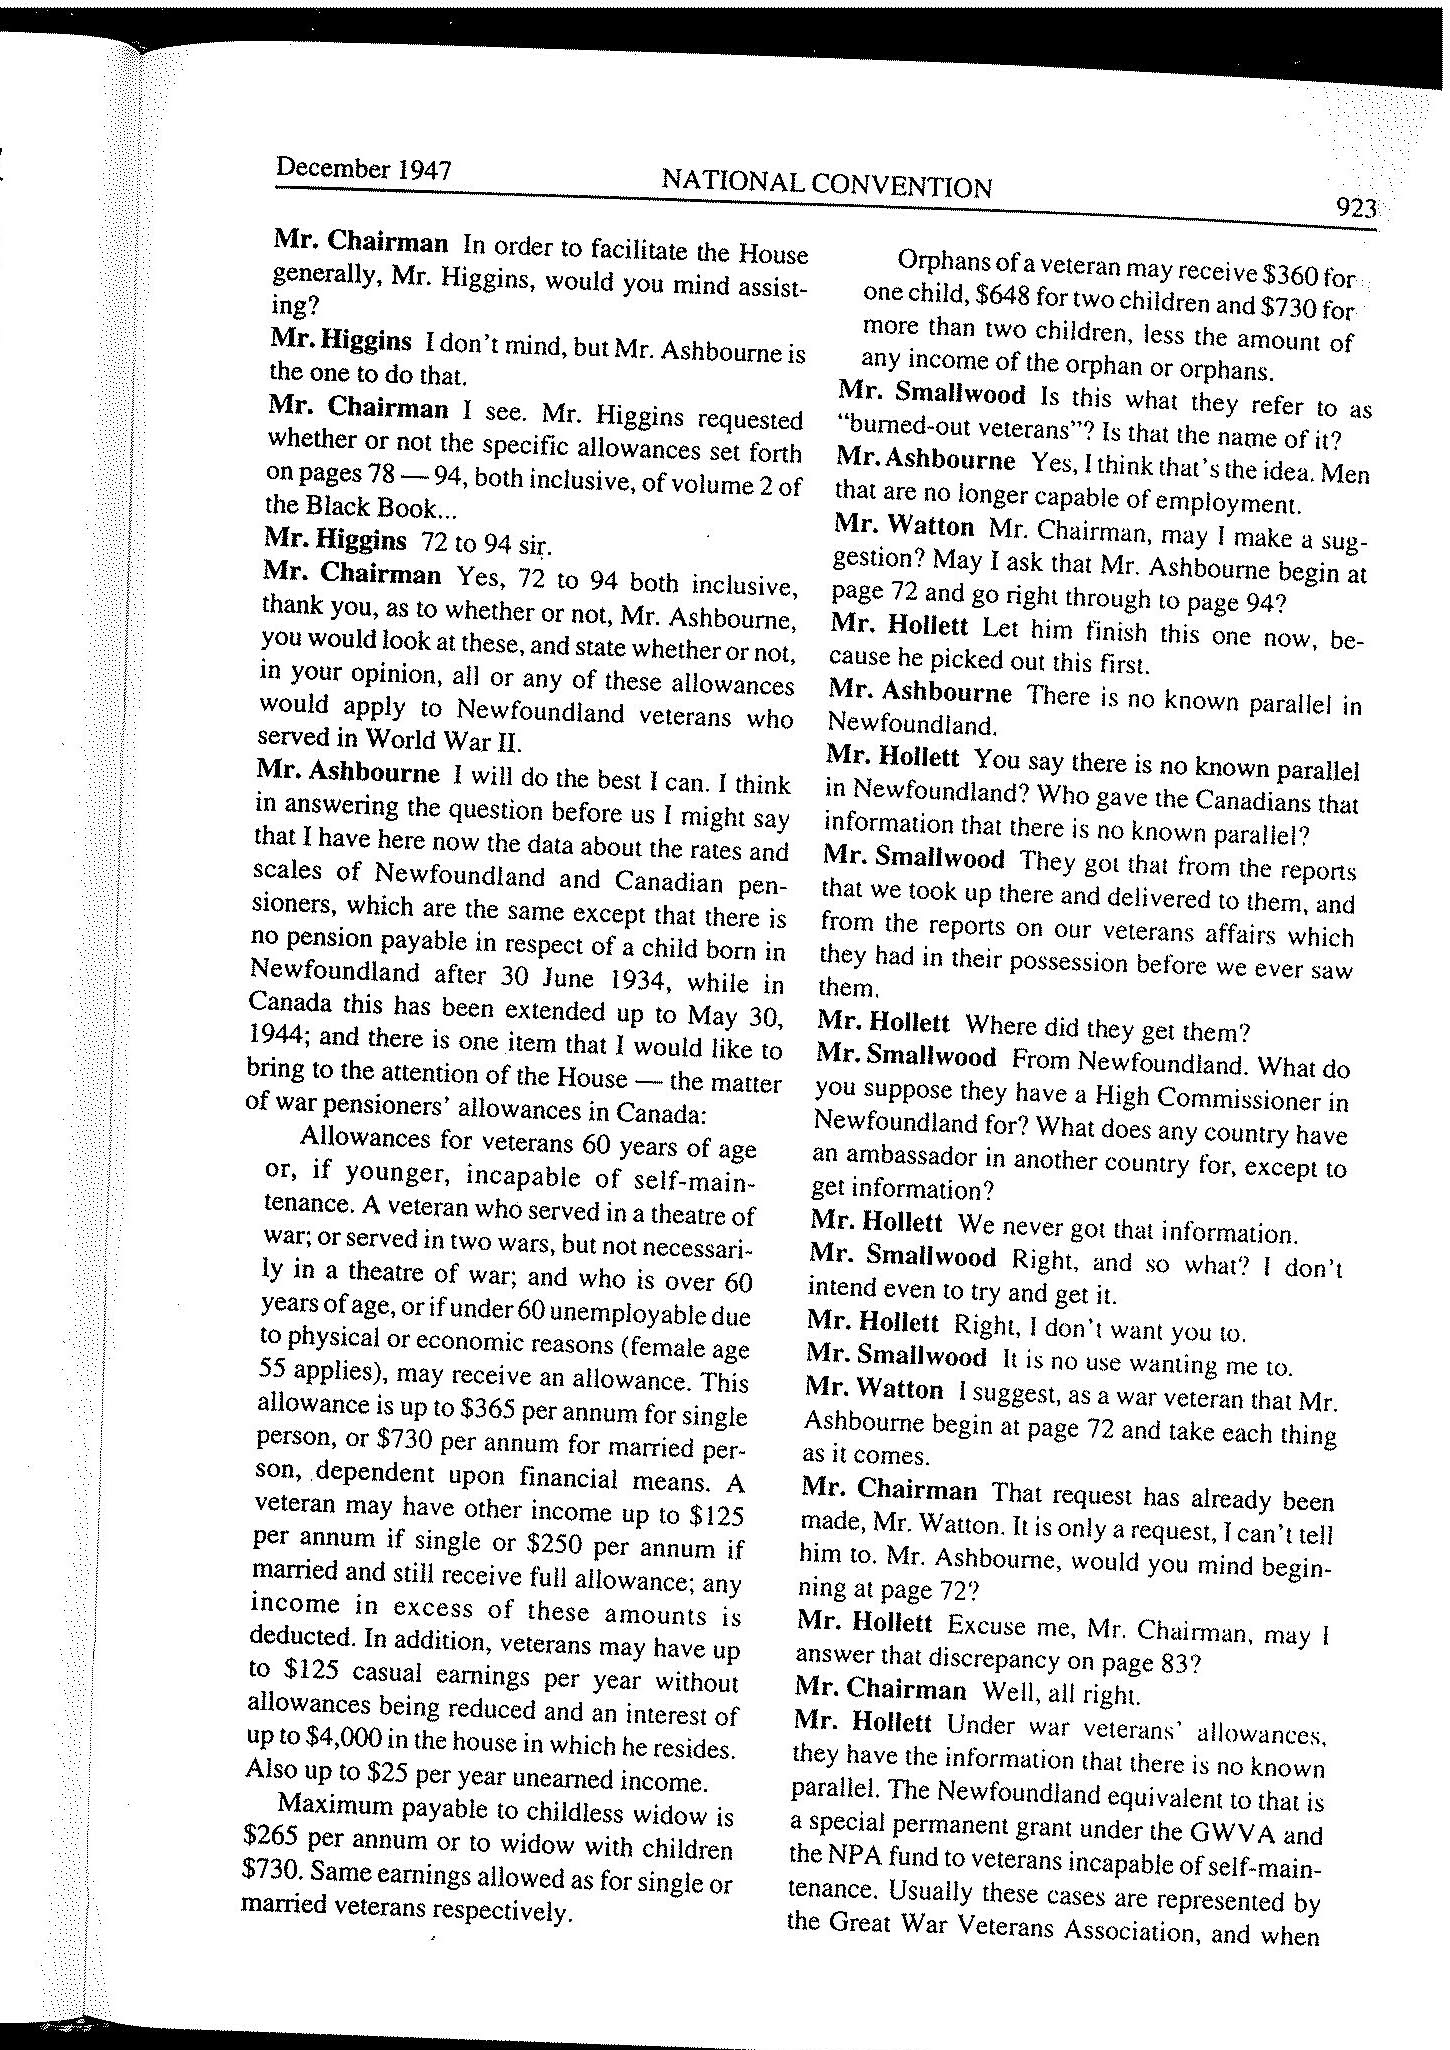 December 1947
NATIONAL CONVENTION
923
Mr. Chairman In order to facilitate the House
generally, Mr. Higgins, would you mind assist-
ing?
Mr. Higgins I don't mind, but Mr. Ashbourne is
the one to do that.
Mr. Chairman I see. Mr. Higgins requested
whether or not the specific allowances set forth
on pages 78 — 94, both inclusive, of volume 2 of
the Black Book...
Mr. Higgins 72 to 94 sir.
Mr. Chairman Yes, 72 to 94 both inclusive,
thank you, as to whether or not, Mr. Ashbourne,
you would look at these, and state whether or not,
in your opinion, all or any of these allowances
would apply to Newfoundland veterans who
served in World War II.
Mr. Ashbourne I will do the best I can. I think
in answering the question before us I might say
that I have here now the data about the rates and
scales of Newfoundland and Canadian pen-
sioners, which are the same except that there is
no pension payable in respect of a child born in
Newfoundland after 30 June 1934, while in
Canada this has been extended up to May 30,
1944; and there is one item that I would like to
bring to the attention of the House — the matter
of war pensioners' allowances in Canada:
Allowances for veterans 60 years of age
or, if younger, incapable of self-main-
tenance. A veteran who served in a theatre of
war; or served in two wars, but not necessari-
ly in a theatre of war; and who is over 60
years of age, or if under 60 unemployable due
to physical or economic reasons (female age
55 applies), may receive an allowance. This
allowance is up to $365 per annum for single
person, or $730 per annum for married per-
son, dependent upon financial means. A
veteran may have other income up to $125
per annum if single or $250 per annum if
married and still receive full allowance; any
income in excess of these amounts is
deducted. In addition, veterans may have up
to $125 casual earnings per year without
allowances being reduced and an interest of
up to $4,000 in the house in which he resides.
Also up to $25 per year unearned income.
Maximum payable to childless widow is
$265 per annum or to widow with children
$730. Same earnings allowed as for single or
married veterans respectively.
Orphans of a veteran may receive $360 for
one child, $648 for two children and $730 for
more than two children, less the amount of
any income of the orphan or orphans.
Mr. Smallwood Is this what they refer to as
"burned-out veterans"? Is that the name of it?
Mr. Ashbourne Yes, I think that's the idea. Men
that are no longer capable of employment.
Mr. Watton Mr. Chairman, may I make a sug-
gestion? May I ask that Mr. Ashbourne begin at
page 72 and go right through to page 94?
Mr. Hollett Let him finish this one now, be-
cause he picked out this first.
Mr. Ashbourne There is no known parallel in
Newfoundland.
Mr. Hollett You say there is no known parallel
in Newfoundland? Who gave the Canadians that
information that there is no known parallel?
Mr. Smallwood They got that from the reports
that we took up there and delivered to them, and
from the reports on our veterans affairs which
they had in their possession before we ever saw
them.
Mr. Hollett Where did they get them?
Mr. Smallwood From Newfoundland. What do
you suppose they have a High Commissioner in
Newfoundland for? What does any country have
an ambassador in another country for, except to
get information?
Mr. Hollett We never got that information.
Mr. Smallwood Right, and so what? I don't
intend even to try and get it.
Mr. Hollett Right, I don't want you to.
Mr. Smallwood It is no use wanting me to.
Mr. Watton I suggest, as a war veteran that Mr.
Ashbourne begin at page 72 and take each thing
as it comes.
Mr. Chairman That request has already been
made, Mr. Watton. It is only a request, I can't tell
him to. Mr. Ashbourne, would you mind begin-
ning at page 72?
Mr. Hollett Excuse me, Mr. Chairman, may I
answer that discrepancy on page 83?
Mr. Chairman Well, all right.
Mr. Hollett Under war veterans' allowances,
they have the information that there is no known
parallel. The Newfoundland equivalent to that is
a special permanent grant under the GWVA and
the NPA fund to veterans incapable of self-main-
tenance. Usually these cases are represented by
the Great War Veterans Association, and when